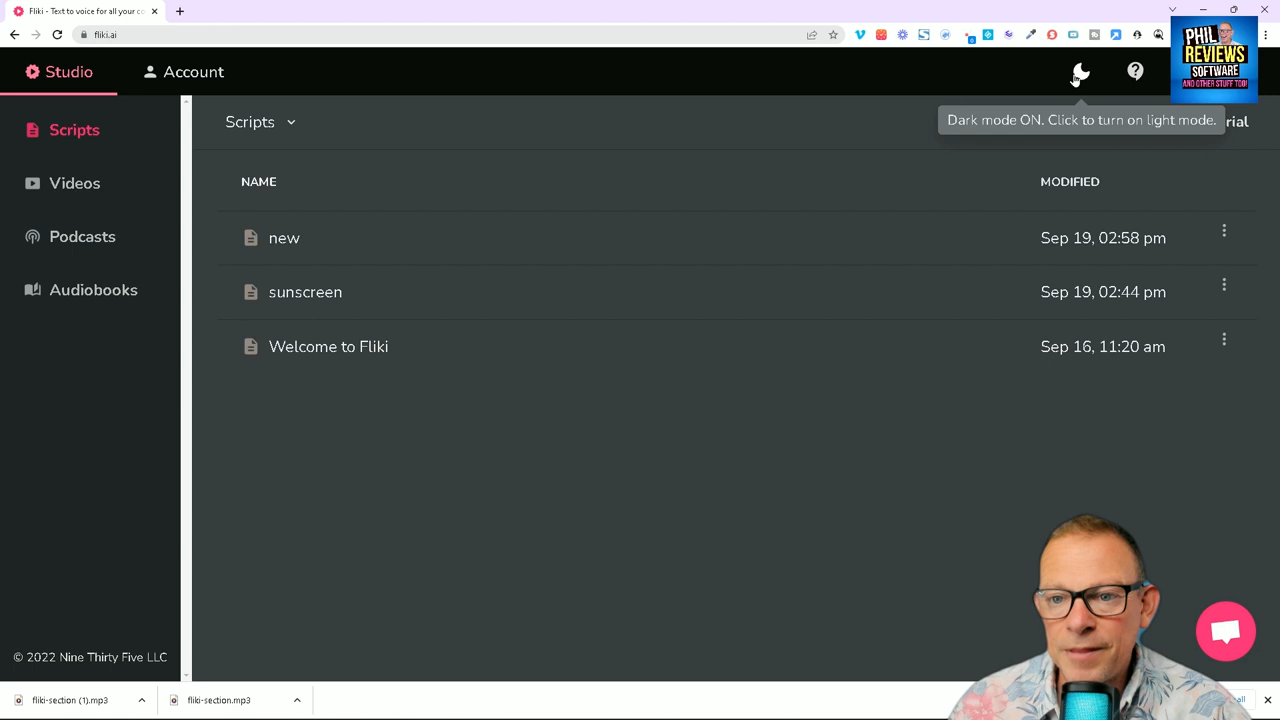 Fliki - Text to voice for all your co
fliki.ai
PHIL
REVIEWS
SOFTWARE
AND OTHER STUFF TOO!
Studio
Account
Dark mode ON. Click to turn on light mode.
rial
Scripts
Videos
Podcasts
Audiobooks
Scripts
NAME
MODIFIED
new
Sep 19, 02:58 pm
sunscreen
Sep 19, 02:44 pm
Welcome to Fliki
Sep 16, 11:20 am
© 2022 Nine Thirty Five LLC
fliki-section (1).mp3
fliki-section.mp3